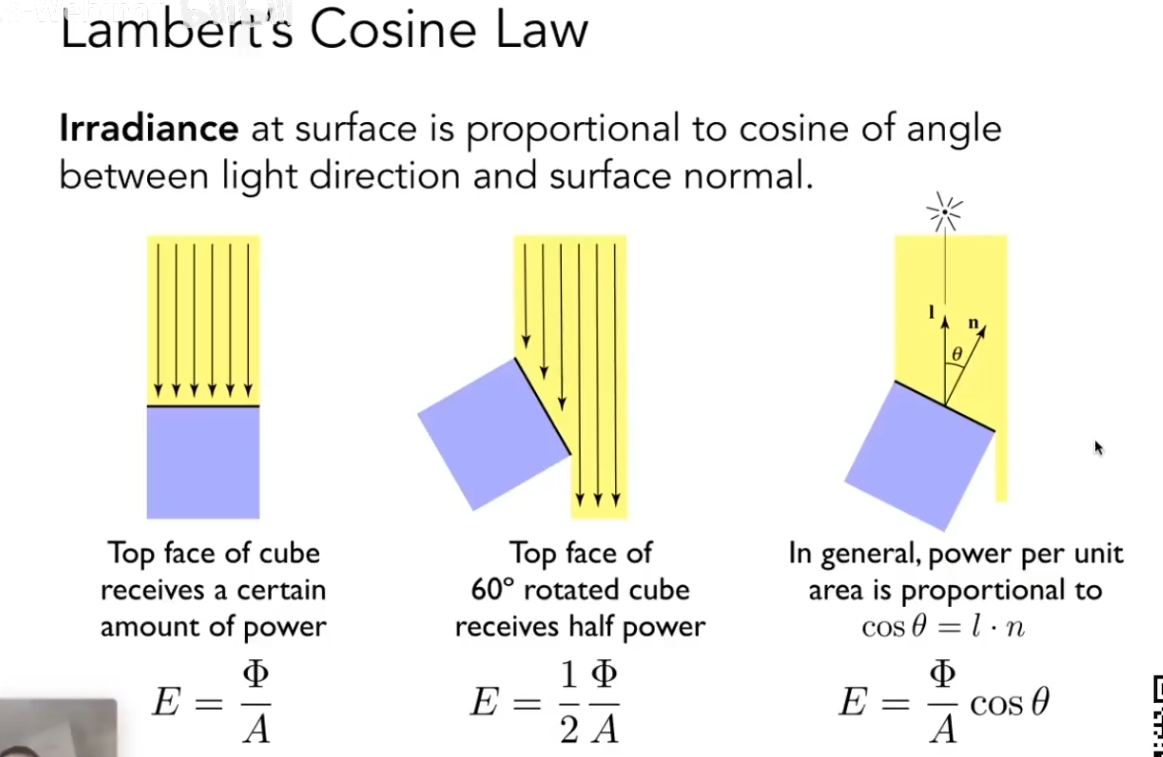 Lambert's Cosine Law
Irradiance at surface is proportional to cosine of angle
between light direction and surface normal.
l
n
θ
Top face of cube
receives a certain
amount of power
E = Φ/A
Top face of
60º rotated cube
receives half power
E = 1/2 Φ/A
In general, power per unit
area is proportional to
cos θ = l · n
E = Φ/A cos θ